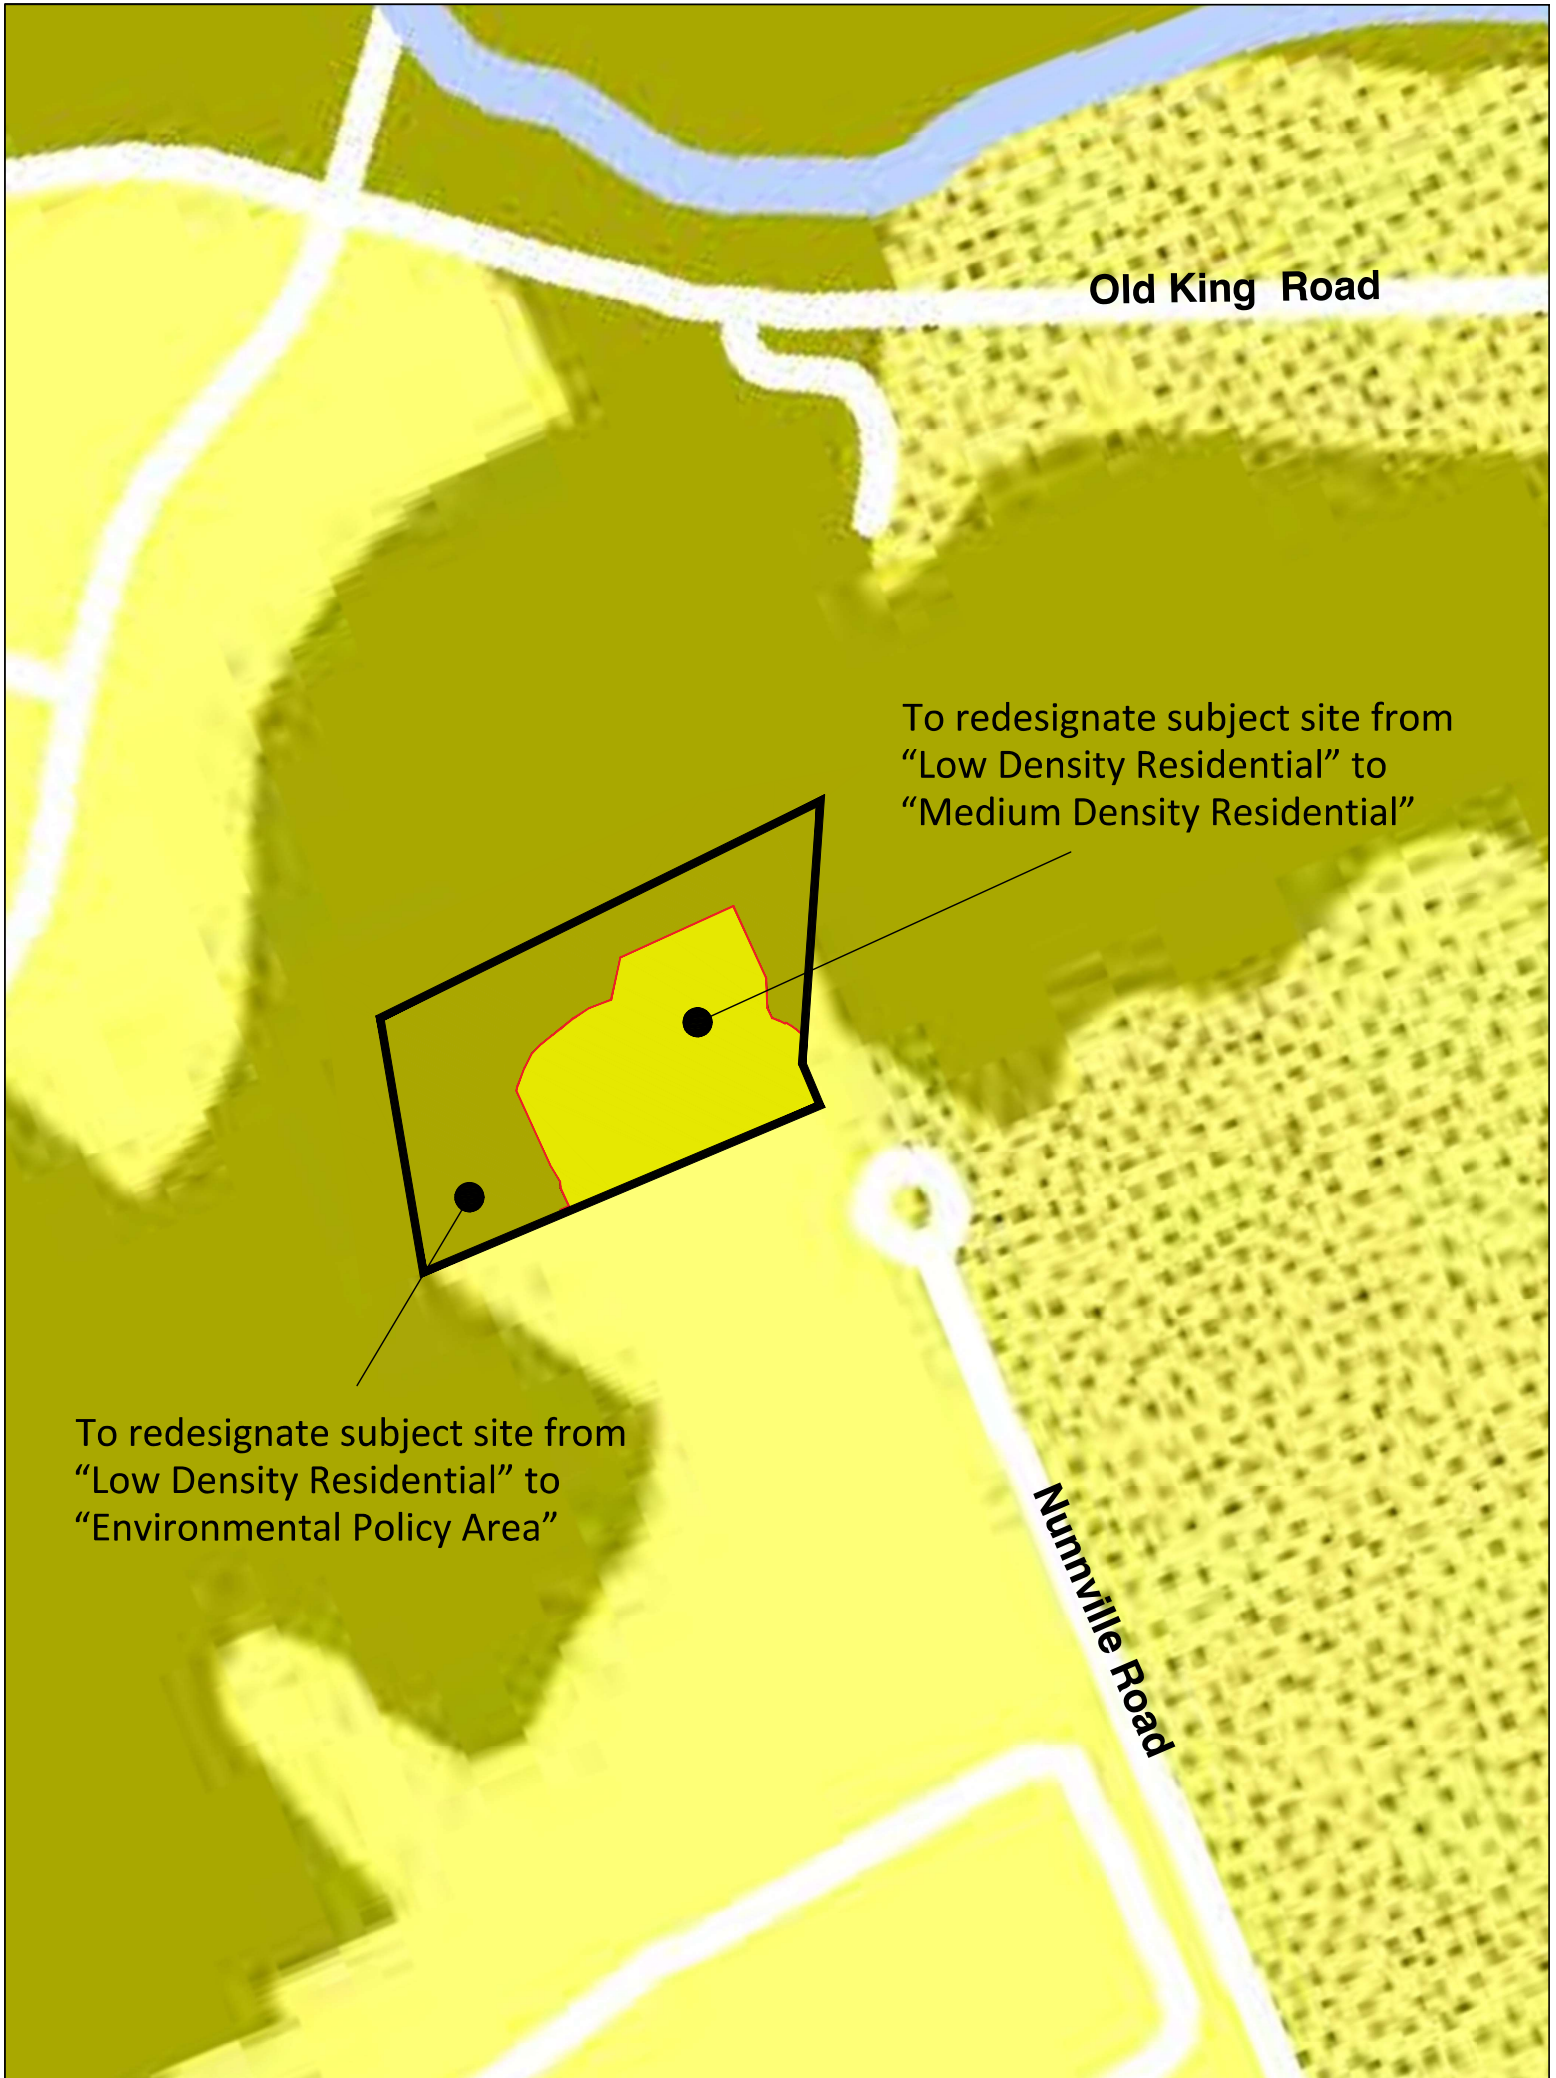 Old King Road
To redesignate subject site from
“Low Density Residential” to
“Medium Density Residential”
To redesignate subject site from
“Low Density Residential” to
“Environmental Policy Area”
Nunnville Road